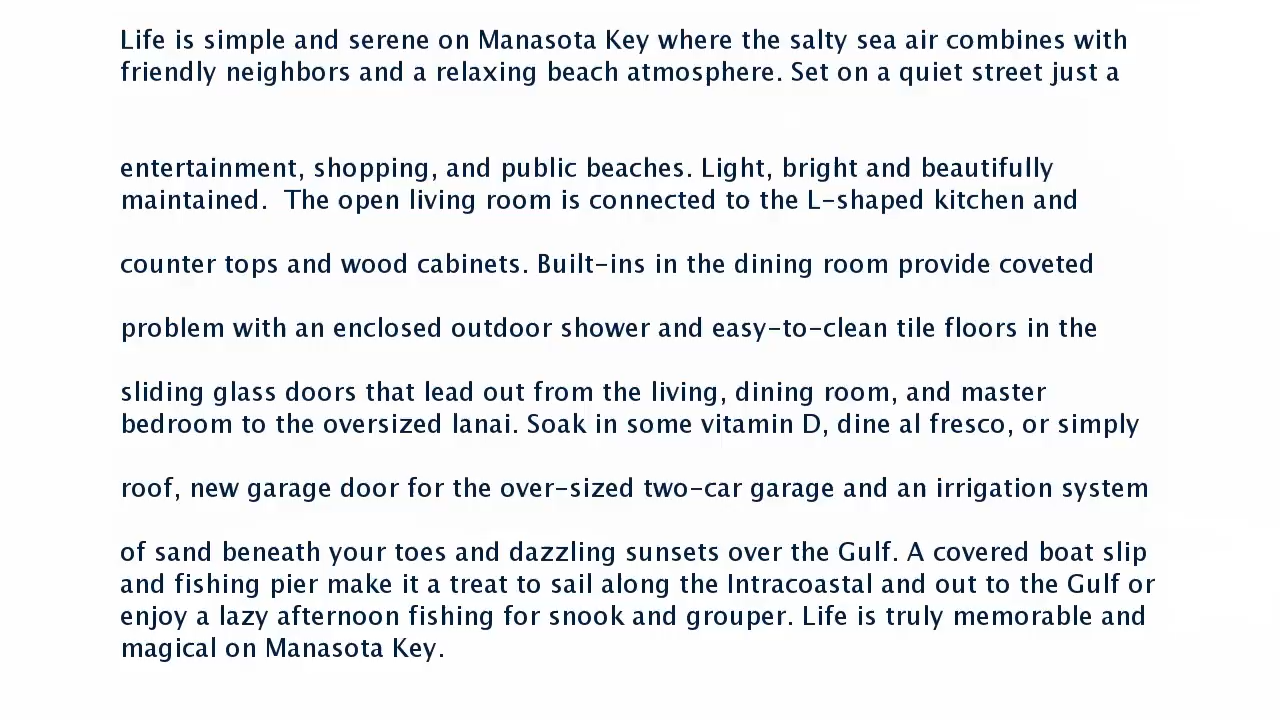 Life is simple and serene on Manasota Key where the salty sea air combines with
friendly neighbors and a relaxing beach atmosphere. Set on a quiet street just a
entertainment, shopping, and public beaches. Light, bright and beautifully
maintained.  The open living room is connected to the L-shaped kitchen and
counter tops and wood cabinets. Built-ins in the dining room provide coveted
problem with an enclosed outdoor shower and easy-to-clean tile floors in the
sliding glass doors that lead out from the living, dining room, and master
bedroom to the oversized lanai. Soak in some vitamin D, dine al fresco, or simply
roof, new garage door for the over-sized two-car garage and an irrigation system
of sand beneath your toes and dazzling sunsets over the Gulf. A covered boat slip
and fishing pier make it a treat to sail along the Intracoastal and out to the Gulf or
enjoy a lazy afternoon fishing for snook and grouper. Life is truly memorable and
magical on Manasota Key.